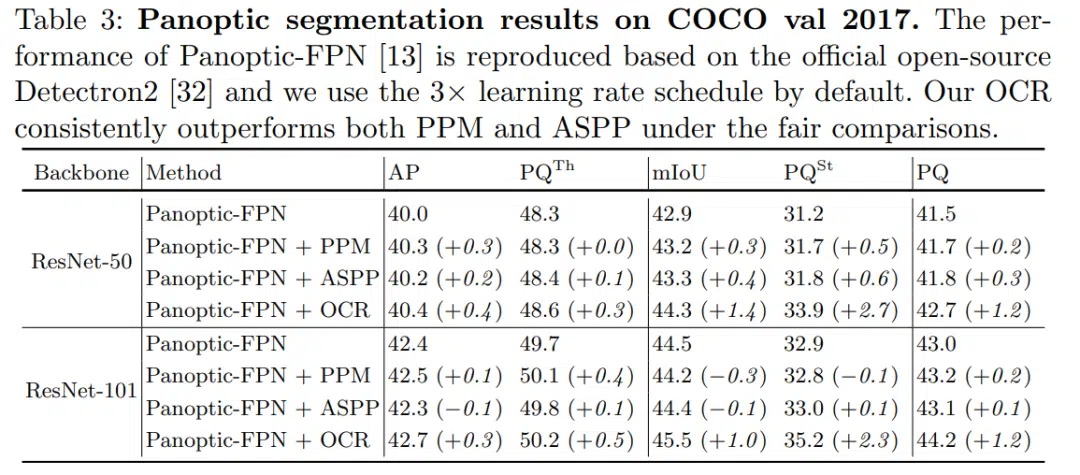 Table 3: Panoptic segmentation results on COCO val 2017. The per-
formance of Panoptic-FPN [13] is reproduced based on the official open-source
Detectron2 [32] and we use the 3× learning rate schedule by default. Our OCR
consistently outperforms both PPM and ASPP under the fair comparisons.
Backbone Method AP PQTh mIoU PQSt PQ
Panoptic-FPN 40.0 48.3 42.9 31.2 41.5
Panoptic-FPN + PPM 40.3 (+0.3) 48.3 (+0.0) 43.2 (+0.3) 31.7 (+0.5) 41.7 (+0.2)
ResNet-50
Panoptic-FPN + ASPP 40.2 (+0.2) 48.4 (+0.1) 43.3 (+0.4) 31.8 (+0.6) 41.8 (+0.3)
Panoptic-FPN + OCR 40.4 (+0.4) 48.6 (+0.3) 44.3 (+1.4) 33.9 (+2.7) 42.7 (+1.2)
Panoptic-FPN 42.4 49.7 44.5 32.9 43.0
Panoptic-FPN + PPM 42.5 (+0.1) 50.1 (+0.4) 44.2 (−0.3) 32.8 (−0.1) 43.2 (+0.2)
ResNet-101
Panoptic-FPN + ASPP 42.3 (−0.1) 49.8 (+0.1) 44.4 (−0.1) 33.0 (+0.1) 43.1 (+0.1)
Panoptic-FPN + OCR 42.7 (+0.3) 50.2 (+0.5) 45.5 (+1.0) 35.2 (+2.3) 44.2 (+1.2)